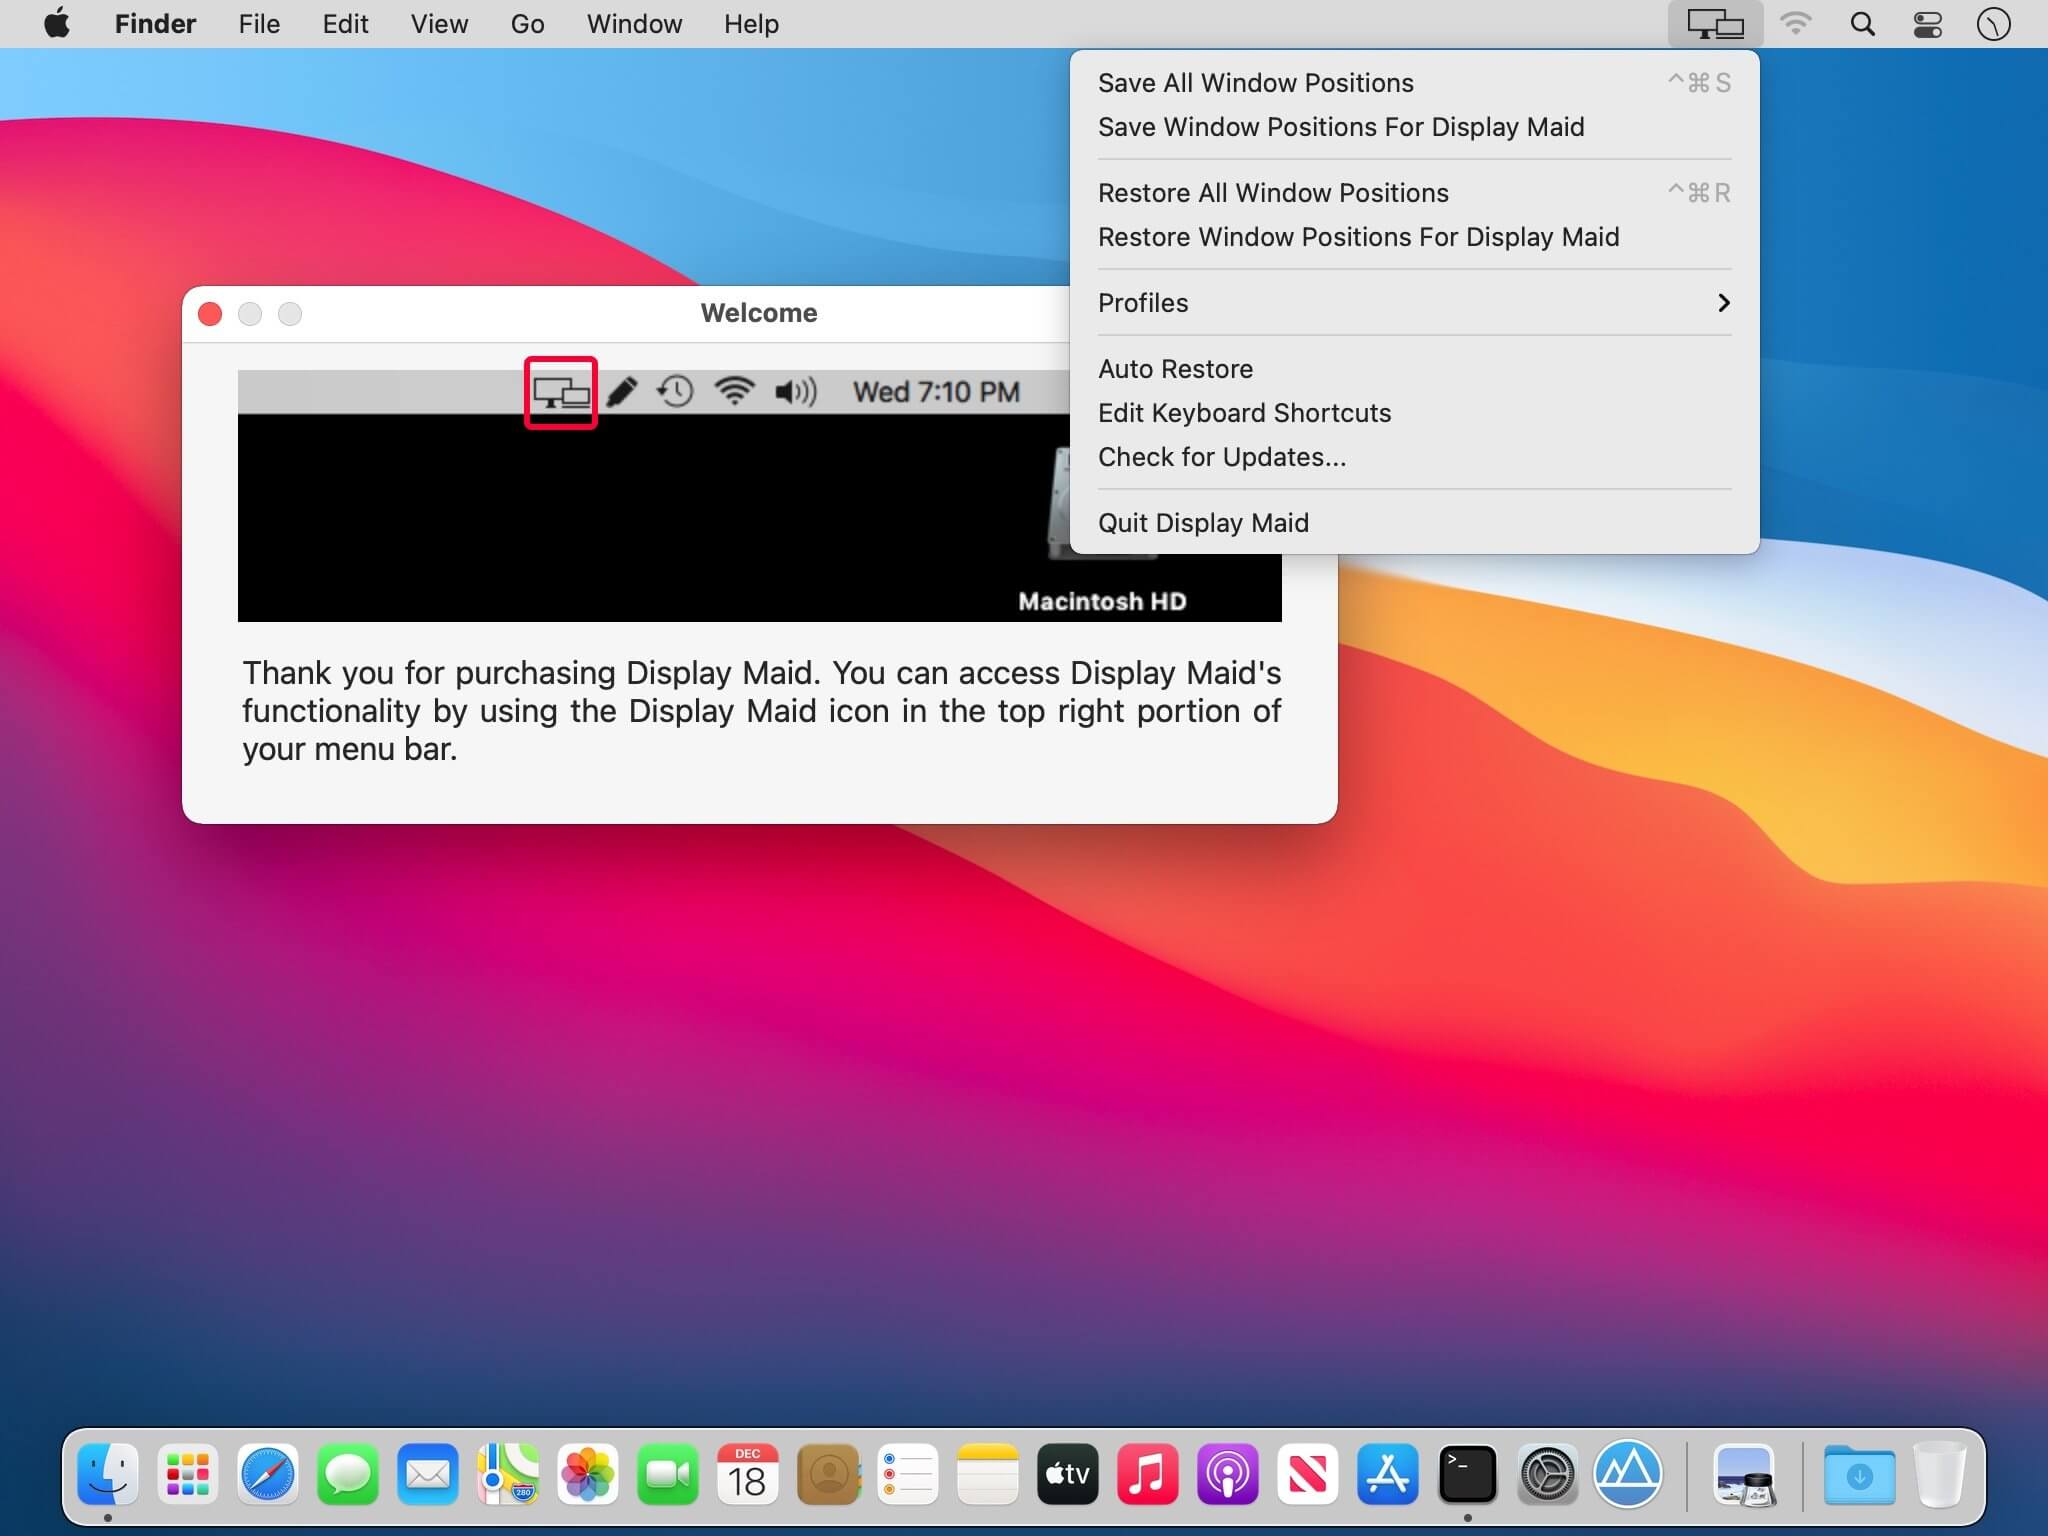 Finder File Edit View Go Window Help
Save All Window Positions ^⌘S
Save Window Positions For Display Maid
Restore All Window Positions ^⌘R
Restore Window Positions For Display Maid
Profiles
Auto Restore
Edit Keyboard Shortcuts
Check for Updates...
Quit Display Maid
Welcome
Wed 7:10 PM
Macintosh HD
Thank you for purchasing Display Maid. You can access Display Maid's
functionality by using the Display Maid icon in the top right portion of
your menu bar.
280
DEC
18
tv
>_